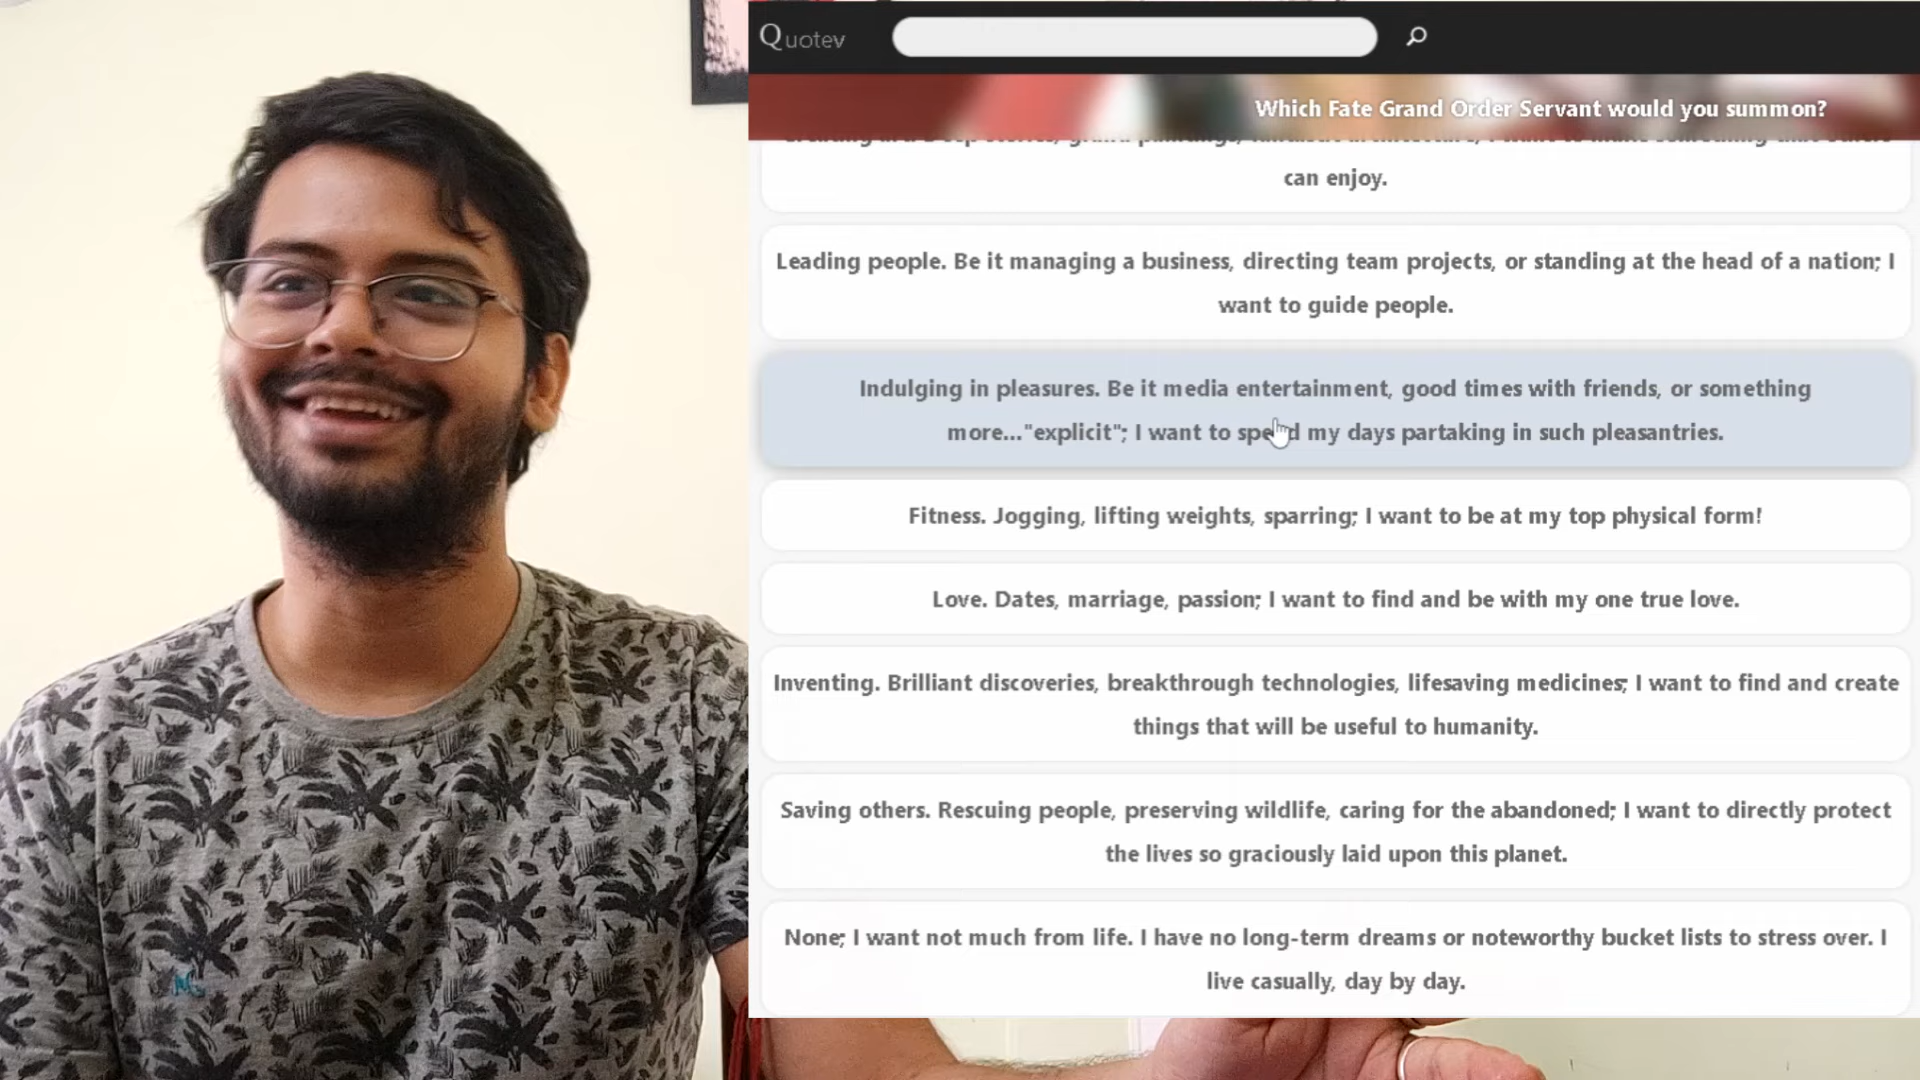 Quotev
Which Fate Grand Order Servant would you summon?
can enjoy.
Leading people. Be it managing a business, directing team projects, or standing at the head of a nation; I
want to guide people.
Indulging in pleasures. Be it media entertainment, good times with friends, or something
more..."explicit"; I want to spend my days partaking in such pleasantries.
Fitness. Jogging, lifting weights, sparring; I want to be at my top physical form!
Love. Dates, marriage, passion; I want to find and be with my one true love.
Inventing. Brilliant discoveries, breakthrough technologies, lifesaving medicines; I want to find and create
things that will be useful to humanity.
Saving others. Rescuing people, preserving wildlife, caring for the abandoned; I want to directly protect
the lives so graciously laid upon this planet.
None; I want not much from life. I have no long-term dreams or noteworthy bucket lists to stress over. I
live casually, day by day.